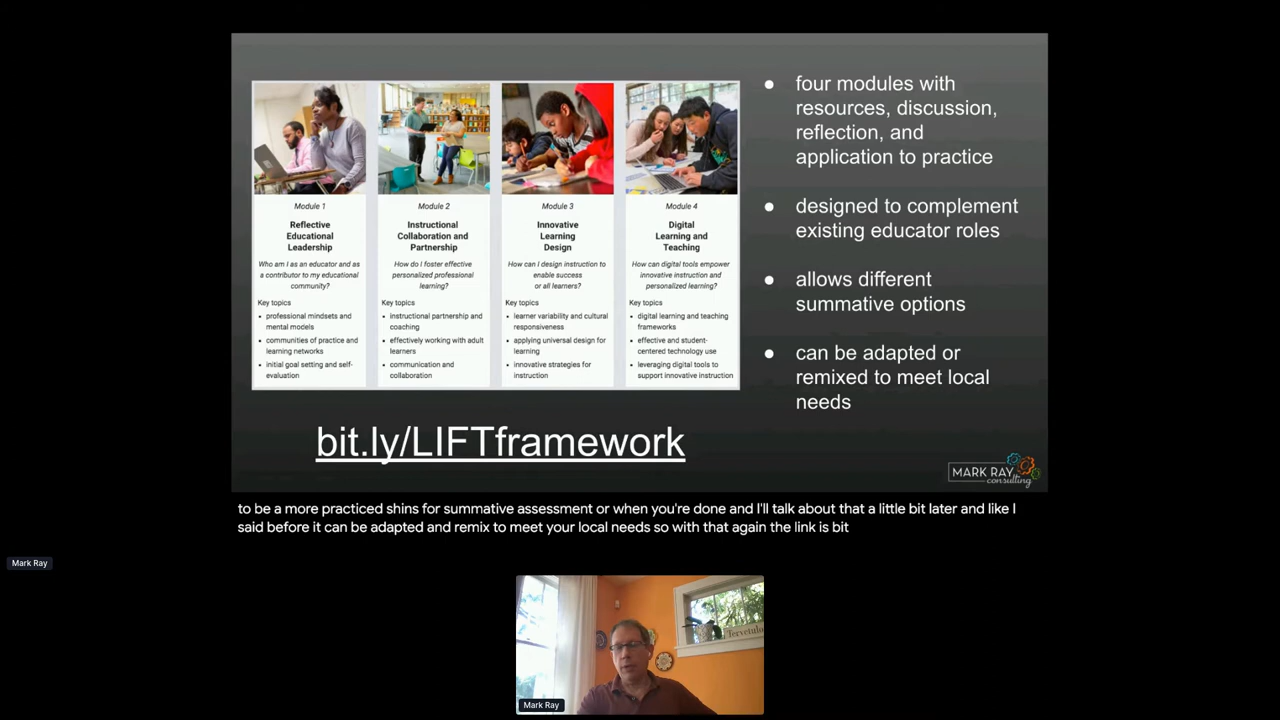 Module 1
Reflective
Educational
Leadership
Who am I as an educator and as
a contributor to my educational
community?
Key topics
• professional mindsets and
mental models
• communities of practice and
learning networks
• initial goal setting and self-
evaluation
Module 2
Instructional
Collaboration and
Partnership
How do I foster effective
personalized professional
learning?
Key topics
• instructional partnership and
coaching
• effectively working with adult
learners
• communication and
collaboration
Module 3
Innovative
Learning
Design
How can I design instruction to
enable success
or all learners?
Key topics
• learner variability and cultural
responsiveness
• applying universal design for
learning
• innovative strategies for
instruction
Module 4
Digital
Learning and
Teaching
How can digital tools empower
innovative instruction and
personalized learning?
Key topics
• digital learning and teaching
frameworks
• effective and student-
centered technology use
• leveraging digital tools to
support innovative instruction
● four modules with
resources, discussion,
reflection, and
application to practice
● designed to complement
existing educator roles
● allows different
summative options
● can be adapted or
remixed to meet local
needs
bit.ly/LIFTframework
MARK RAY
consulting
to be a more practiced shins for summative assessment or when you're done and I'll talk about that a little bit later and like I
said before it can be adapted and remix to meet your local needs so with that again the link is bit
Mark Ray
Tervetulo
Mark Ray